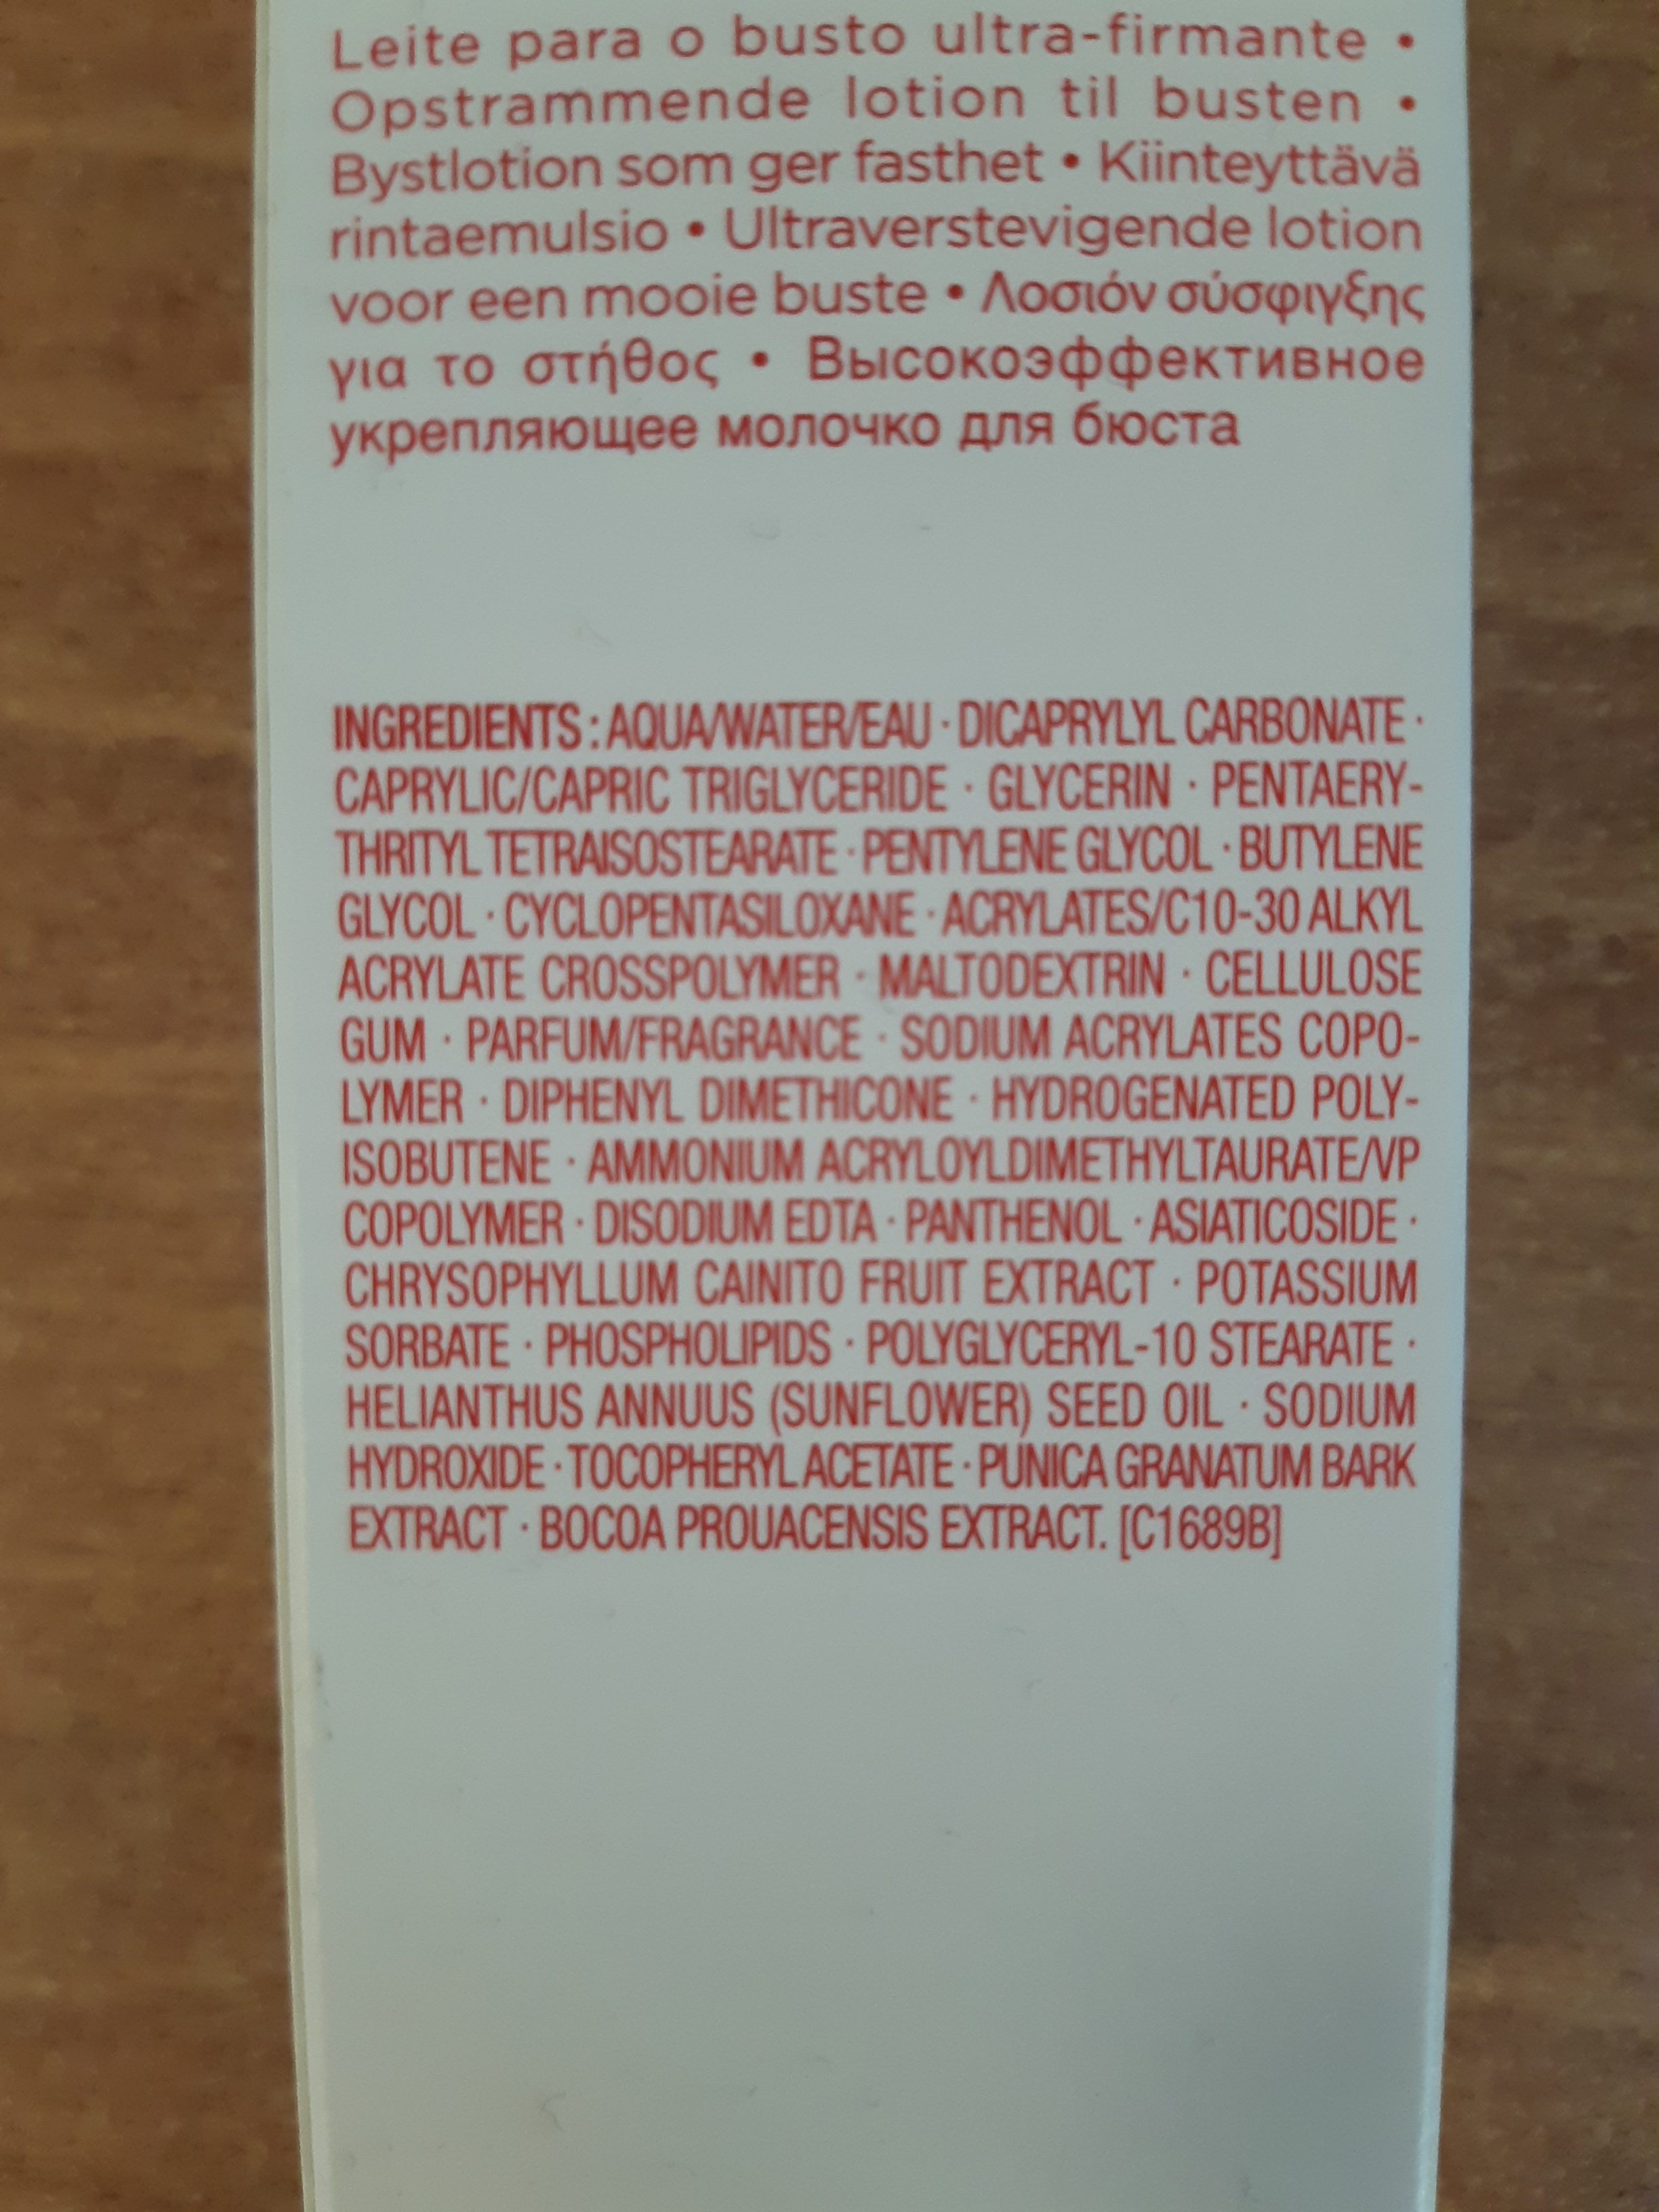 Leite para o busto ultra-firmante •
Opstrammende lotion til busten •
Bystlotion som ger fasthet • Kiinteyttävä
rintaemulsio • Ultraverstevigende lotion
voor een mooie buste • Λοσιόν σύσφιγξης
για το στήθος • Высокоэффективное
укрепляющее молочко для бюста
INGREDIENTS : AQUA/WATER/EAU · DICAPRYLYL CARBONATE ·
CAPRYLIC/CAPRIC TRIGLYCERIDE · GLYCERIN · PENTAERY-
THRITYL TETRAISOSTEARATE · PENTYLENE GLYCOL · BUTYLENE
GLYCOL · CYCLOPENTASILOXANE · ACRYLATES/C10-30 ALKYL
ACRYLATE CROSSPOLYMER · MALTODEXTRIN · CELLULOSE
GUM · PARFUM/FRAGRANCE · SODIUM ACRYLATES COPO-
LYMER · DIPHENYL DIMETHICONE · HYDROGENATED POLY-
ISOBUTENE · AMMONIUM ACRYLOYLDIMETHYLTAURATE/VP
COPOLYMER · DISODIUM EDTA · PANTHENOL · ASIATICOSIDE ·
CHRYSOPHYLLUM CAINITO FRUIT EXTRACT · POTASSIUM
SORBATE · PHOSPHOLIPIDS · POLYGLYCERYL-10 STEARATE ·
HELIANTHUS ANNUUS (SUNFLOWER) SEED OIL · SODIUM
HYDROXIDE · TOCOPHERYL ACETATE · PUNICA GRANATUM BARK
EXTRACT · BOCOA PROUACENSIS EXTRACT. [C1689B]